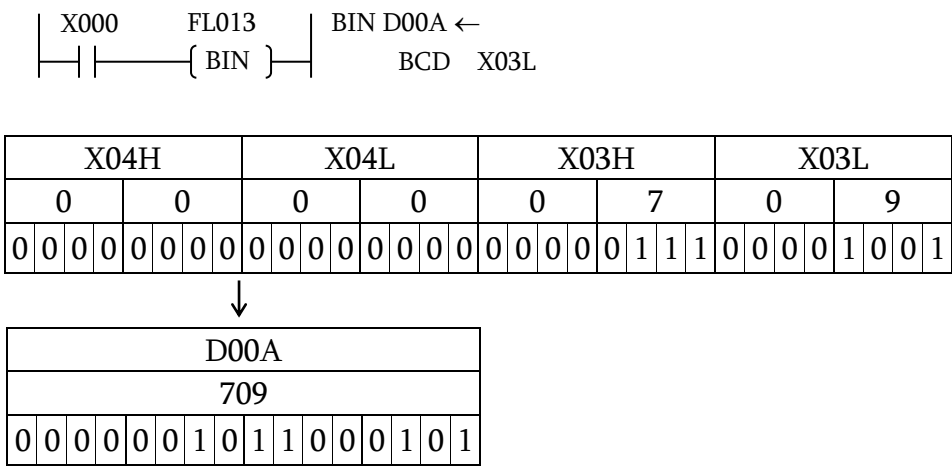 X000 FL013 BIN D00A ←
BIN BCD X03L
X04H X04L X03H X03L
0 0 0 0 0 7 0 9
0 0 0 0 0 0 0 0 0 0 0 0 0 0 0 0 0 0 0 0 0 1 1 1 0 0 0 0 1 0 0 1
D00A
709
0 0 0 0 0 0 1 0 1 1 0 0 0 1 0 1